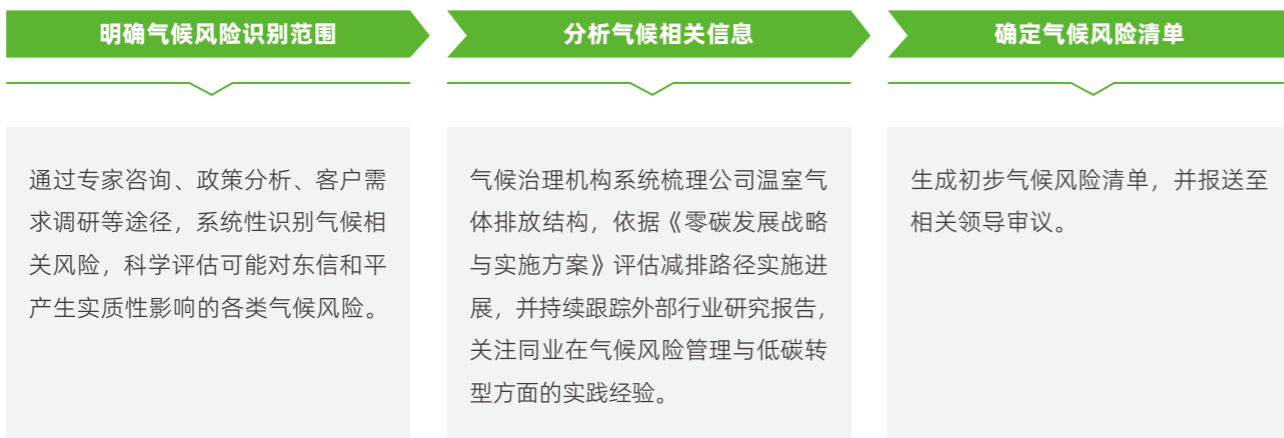 明确气候风险识别范围
分析气候相关信息
确定气候风险清单
通过专家咨询、政策分析、客户需
求调研等途径，系统性识别气候相
关风险，科学评估可能对东信和平
产生实质性影响的各类气候风险。
气候治理机构系统梳理公司温室气
体排放结构，依据《零碳发展战略
与实施方案》评估减排路径实施进
展，并持续跟踪外部行业研究报告，
关注同业在气候风险管理与低碳转
型方面的实践经验。
生成初步气候风险清单，并报送至
相关领导审议。